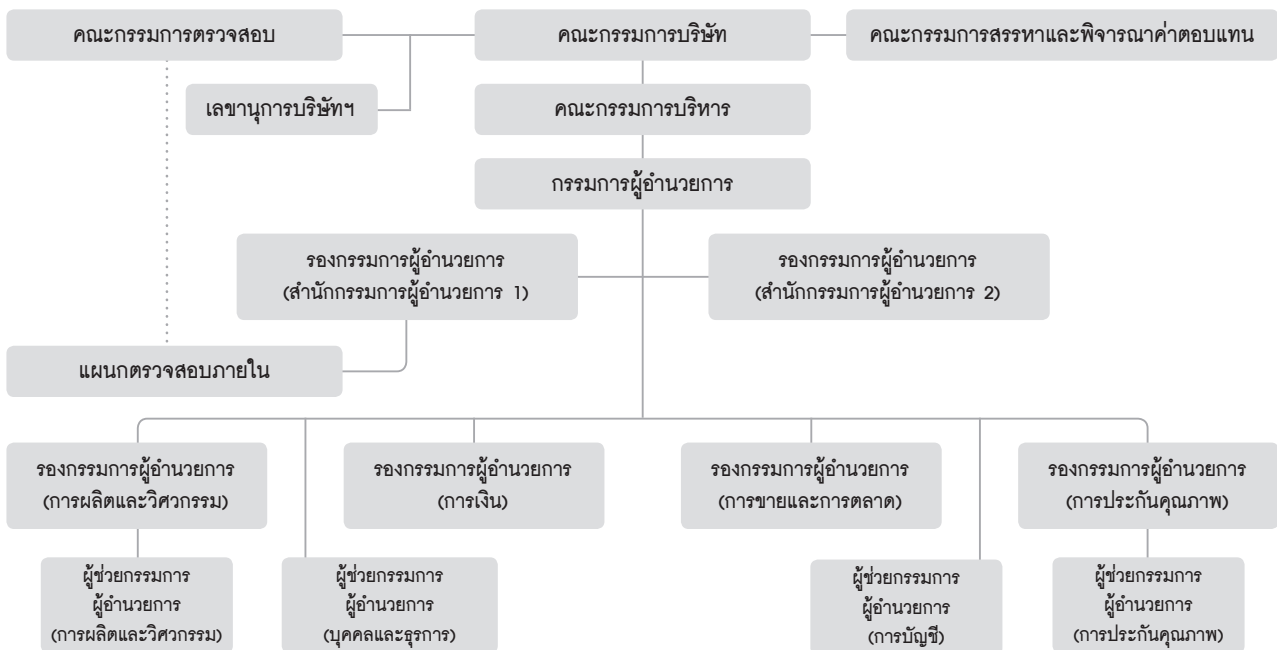 คณะกรรมการตรวจสอบ
คณะกรรมการบริษัท
คณะกรรมการสรรหาและพิจารณาค่าตอบแทน
เลขานุการบริษัทฯ
คณะกรรมการบริหาร
กรรมการผู้อำนวยการ
รองกรรมการผู้อำนวยการ
(สำนักกรรมการผู้อำนวยการ 1)
รองกรรมการผู้อำนวยการ
(สำนักกรรมการผู้อำนวยการ 2)
แผนกตรวจสอบภายใน
รองกรรมการผู้อำนวยการ
(การผลิตและวิศวกรรม)
รองกรรมการผู้อำนวยการ
(การเงิน)
รองกรรมการผู้อำนวยการ
(การขายและการตลาด)
รองกรรมการผู้อำนวยการ
(การประกันคุณภาพ)
ผู้ช่วยกรรมการ
ผู้อำนวยการ
(การผลิตและวิศวกรรม)
ผู้ช่วยกรรมการ
ผู้อำนวยการ
(บุคคลและธุรการ)
ผู้ช่วยกรรมการ
ผู้อำนวยการ
(การบัญชี)
ผู้ช่วยกรรมการ
ผู้อำนวยการ
(การประกันคุณภาพ)